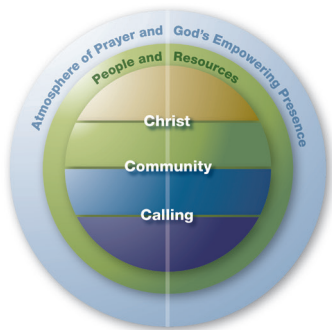 Atmosphere of Prayer and God's Empowering Presence
People and Resources
Christ
Community
Calling